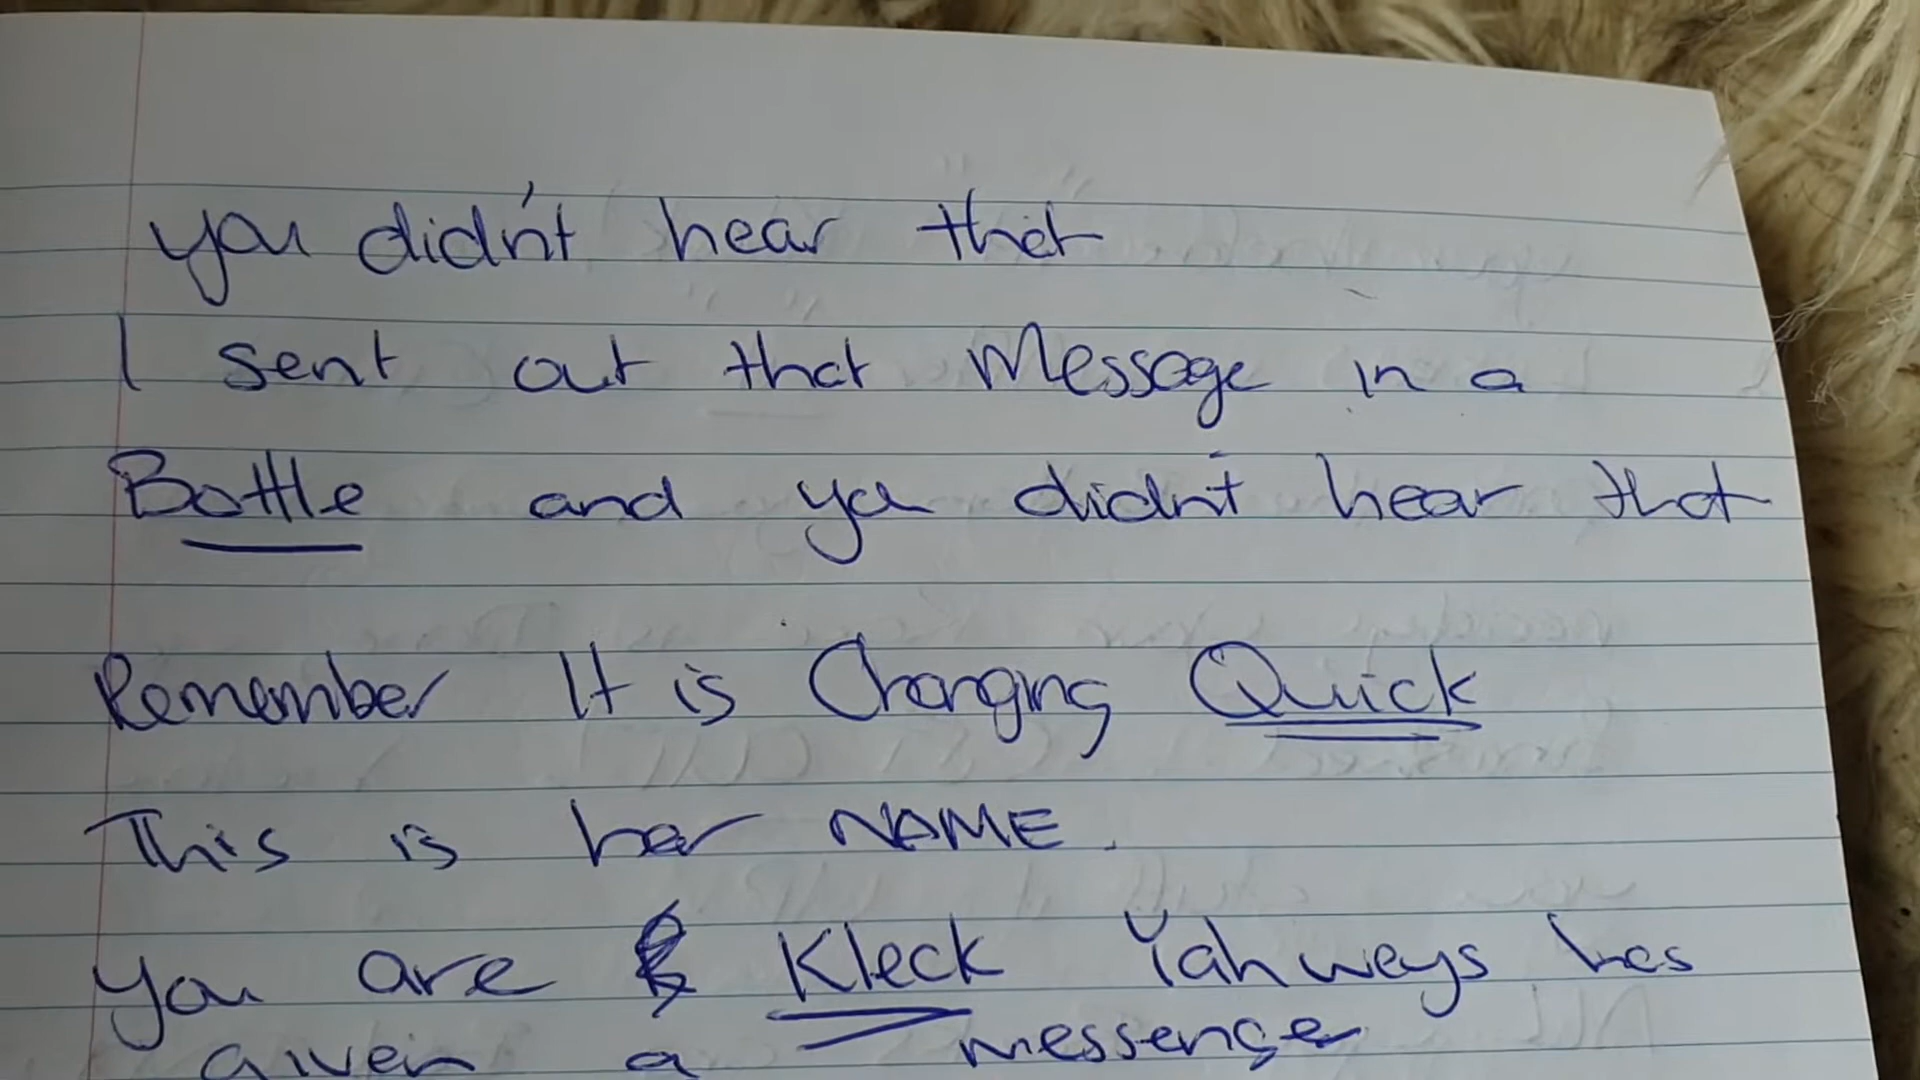 you didn't hear that
I sent out that Message in a
Bottle and you didn't hear that
Remember It is Changing Quick
This is her NAME.
You are Kleck Yahweys has
given a messenger